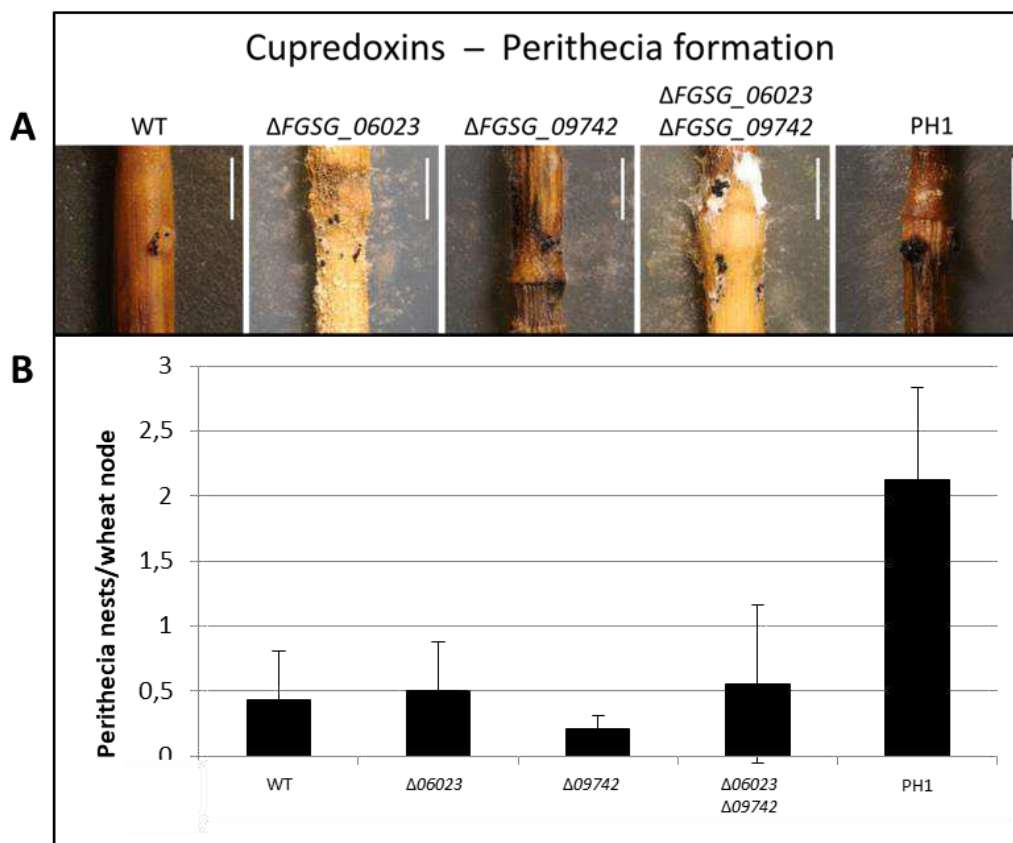 Cupredoxins – Perithecia formation
A
WT
ΔFGSG_06023
ΔFGSG_09742
ΔFGSG_06023
ΔFGSG_09742
PH1
B
Perithecia nests/wheat node
3
2,5
2
1,5
1
0,5
0
WT
Δ06023
Δ09742
Δ06023
Δ09742
PH1